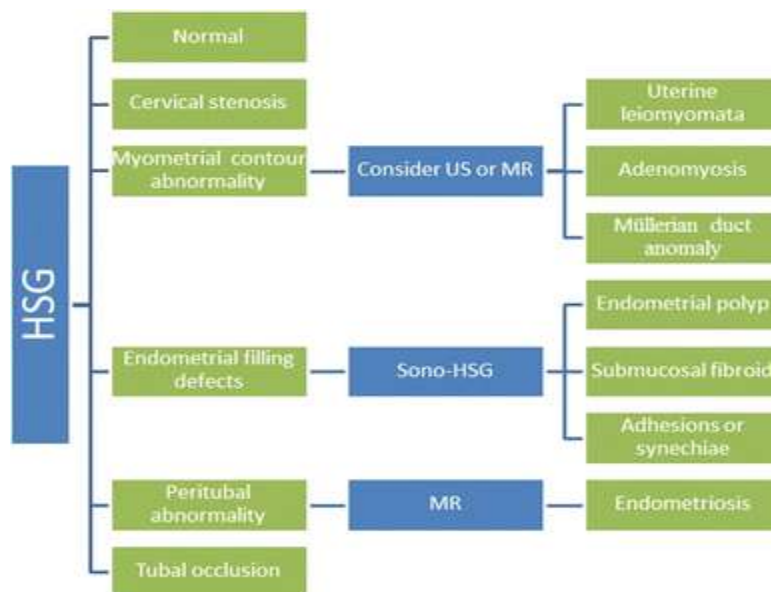 HSG
Normal
Cervical stenosis
Myometrial contour
abnormality
Consider US or MR
Uterine
leiomyomata
Adenomyosis
Müllerian duct
anomaly
Endometrial filling
defects
Sono-HSG
Endometrial polyp
Submucosal fibroid
Adhesions or
synechiae
Peritubal
abnormality
MR
Endometriosis
Tubal occlusion